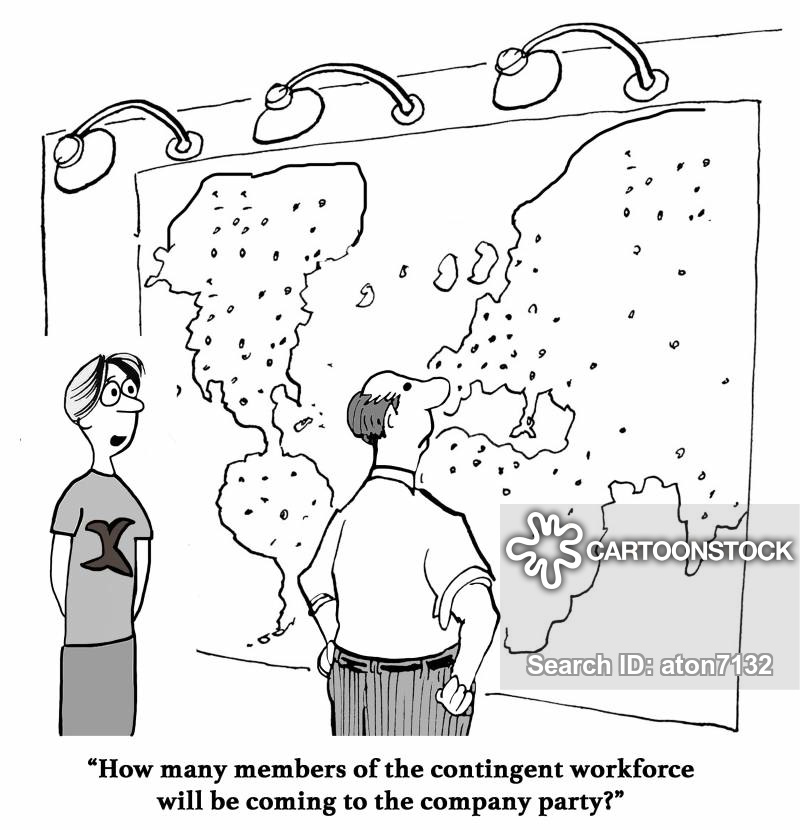 CARTOONSTOCK
Search ID: aton7132
“How many members of the contingent workforce
will be coming to the company party?”